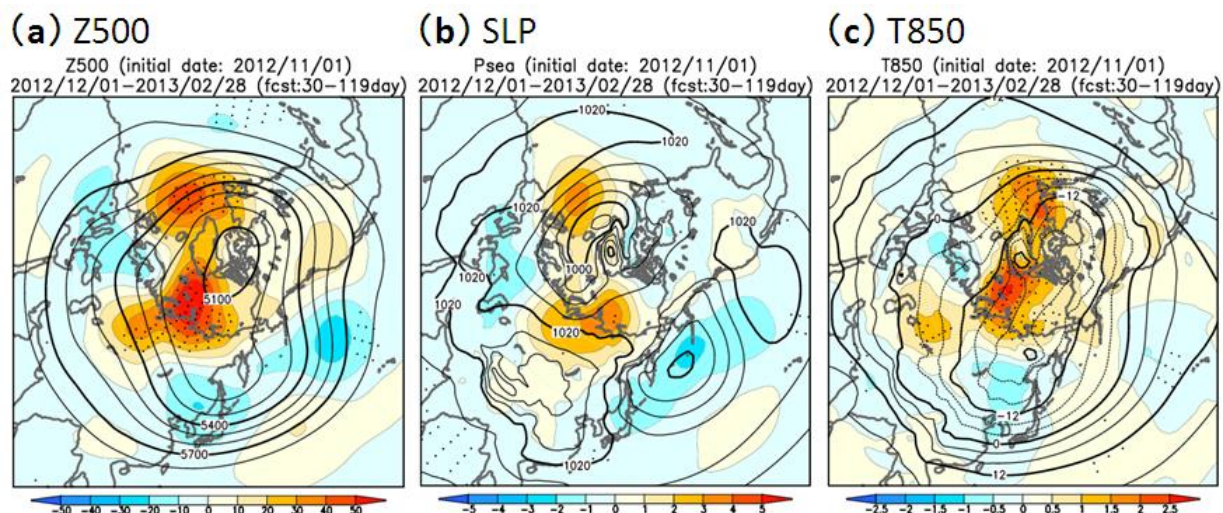 (a) Z500
Z500 (initial date: 2012/11/01)
2012/12/01-2013/02/28 (fcst:30-119day)
5100
5400
5700
-50 -40 -30 -20 -10 0 10 20 30 40 50
(b) SLP
Psea (initial date: 2012/11/01)
2012/12/01-2013/02/28 (fcst:30-119day)
1020
1020
1020
1020
1020
1000
1020
1020
-5 -4 -3 -2 -1 0 1 2 3 4 5
(c) T850
T850 (initial date: 2012/11/01)
2012/12/01-2013/02/28 (fcst:30-119day)
12
-12
0
-12
0
12
-2.5 -2 -1.5 -1 -0.5 0 0.5 1 1.5 2 2.5